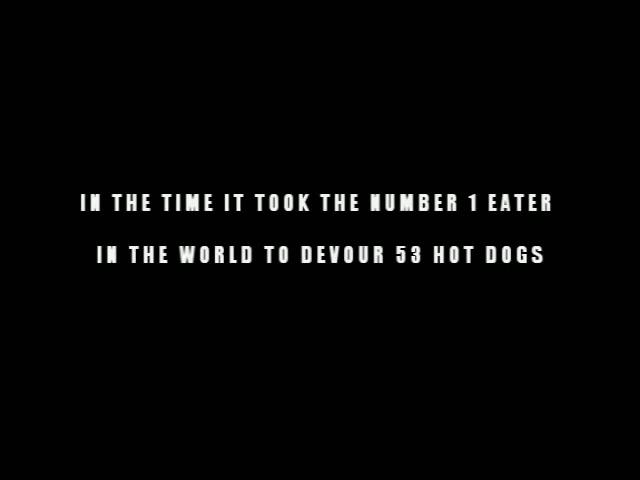 IN THE TIME IT TOOK THE NUMBER 1 EATER
IN THE WORLD TO DEVOUR 53 HOT DOGS